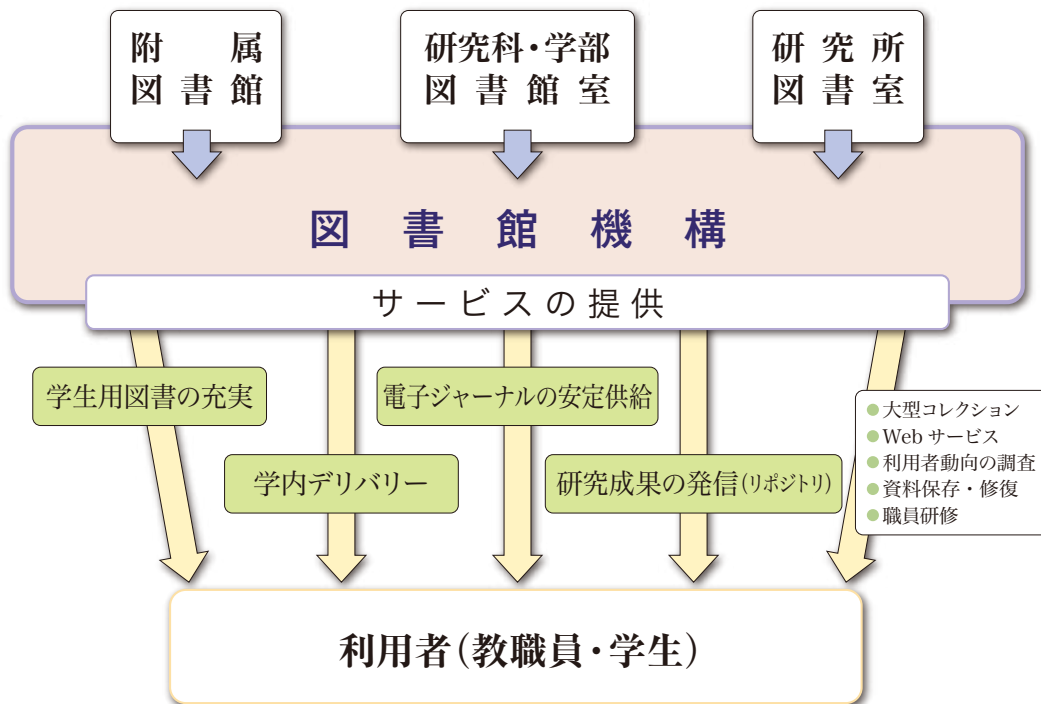 附属
図書館
研究科・学部
図書館室
研究所
図書室
図書館機構
サービスの提供
学生用図書の充実
電子ジャーナルの安定供給
学内デリバリー
研究成果の発信(リポジトリ)
●大型コレクション
●Web サービス
●利用者動向の調査
●資料保存・修復
●職員研修
利用者(教職員・学生)